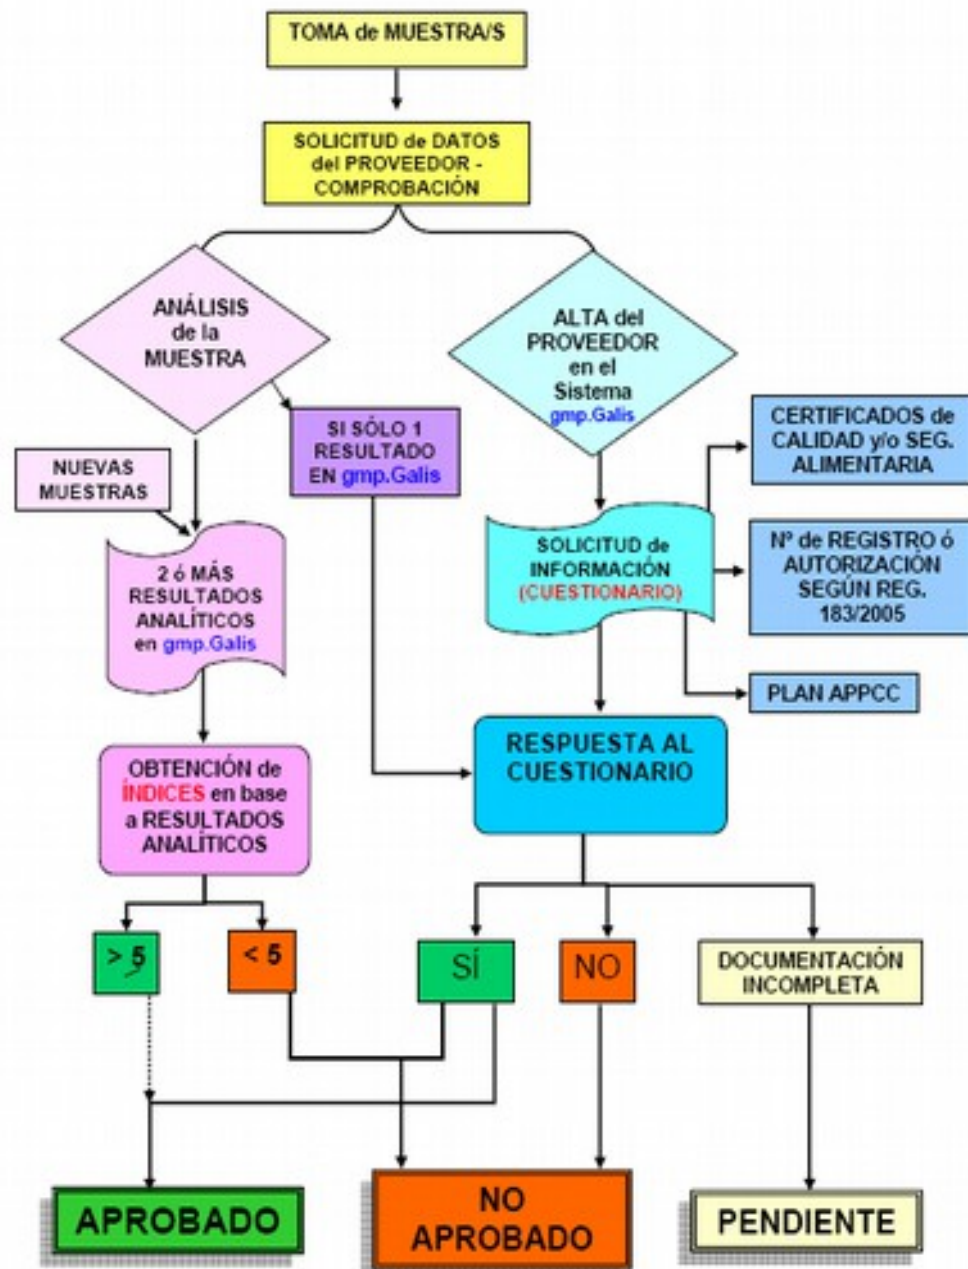 TOMA de MUESTRA/S
SOLICITUD de DATOS
del PROVEEDOR -
COMPROBACIÓN
ANÁLISIS
de la
MUESTRA
ALTA del
PROVEEDOR
en el
Sistema
gmp.Galis
SI SÓLO 1
RESULTADO
EN gmp.Galis
CERTIFICADOS de
CALIDAD y/o SEG.
ALIMENTARIA
NUEVAS
MUESTRAS
2 ó MÁS
RESULTADOS
ANALÍTICOS
en gmp.Galis
SOLICITUD de
INFORMACIÓN
(CUESTIONARIO)
Nº de REGISTRO ó
AUTORIZACIÓN
SEGÚN REG.
183/2005
PLAN APPCC
OBTENCIÓN de
ÍNDICES en base
a RESULTADOS
ANALÍTICOS
RESPUESTA AL
CUESTIONARIO
> 5
< 5
SÍ
NO
DOCUMENTACIÓN
INCOMPLETA
APROBADO
NO
APROBADO
PENDIENTE